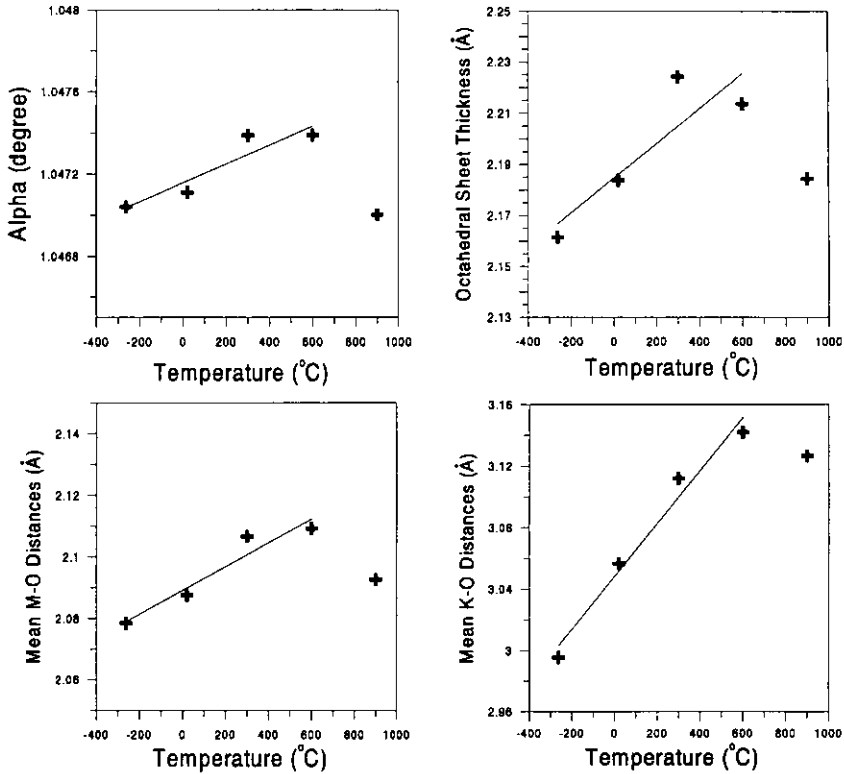 Alpha (degree)
1.048
1.0476
1.0472
1.0468
-400 -200 0 200 400 600 800 1000
Temperature (°C)
Octahedral Sheet Thickness (Å)
2.25
2.23
2.21
2.19
2.17
2.15
2.13
-400 -200 0 200 400 600 800 1000
Temperature (°C)
Mean M-O Distances (Å)
2.14
2.12
2.1
2.08
2.06
-400 -200 0 200 400 600 800 1000
Temperature (°C)
Mean K-O Distances (Å)
3.16
3.12
3.08
3.04
3
2.96
-400 -200 0 200 400 600 800 1000
Temperature (°C)